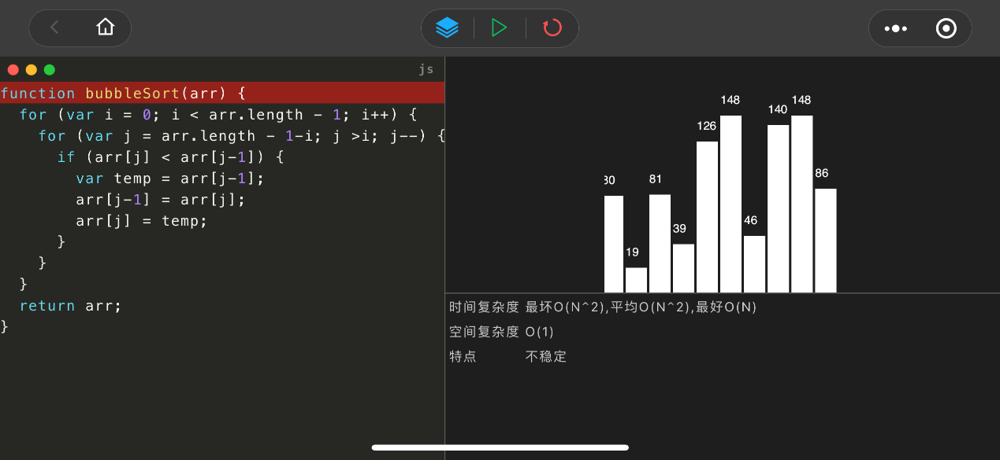 js
function bubbleSort(arr) {
for (var i = 0; i < arr.length - 1; i++) {
for (var j = arr.length - 1-i; j >i; j--) {
if (arr[j] < arr[j-1]) {
var temp = arr[j-1];
arr[j-1] = arr[j];
arr[j] = temp;
}
}
}
return arr;
}
148
148
140
126
81
86
39
46
19
时间复杂度 最坏O(N^2),平均O(N^2),最好O(N)
空间复杂度 O(1)
特点 不稳定